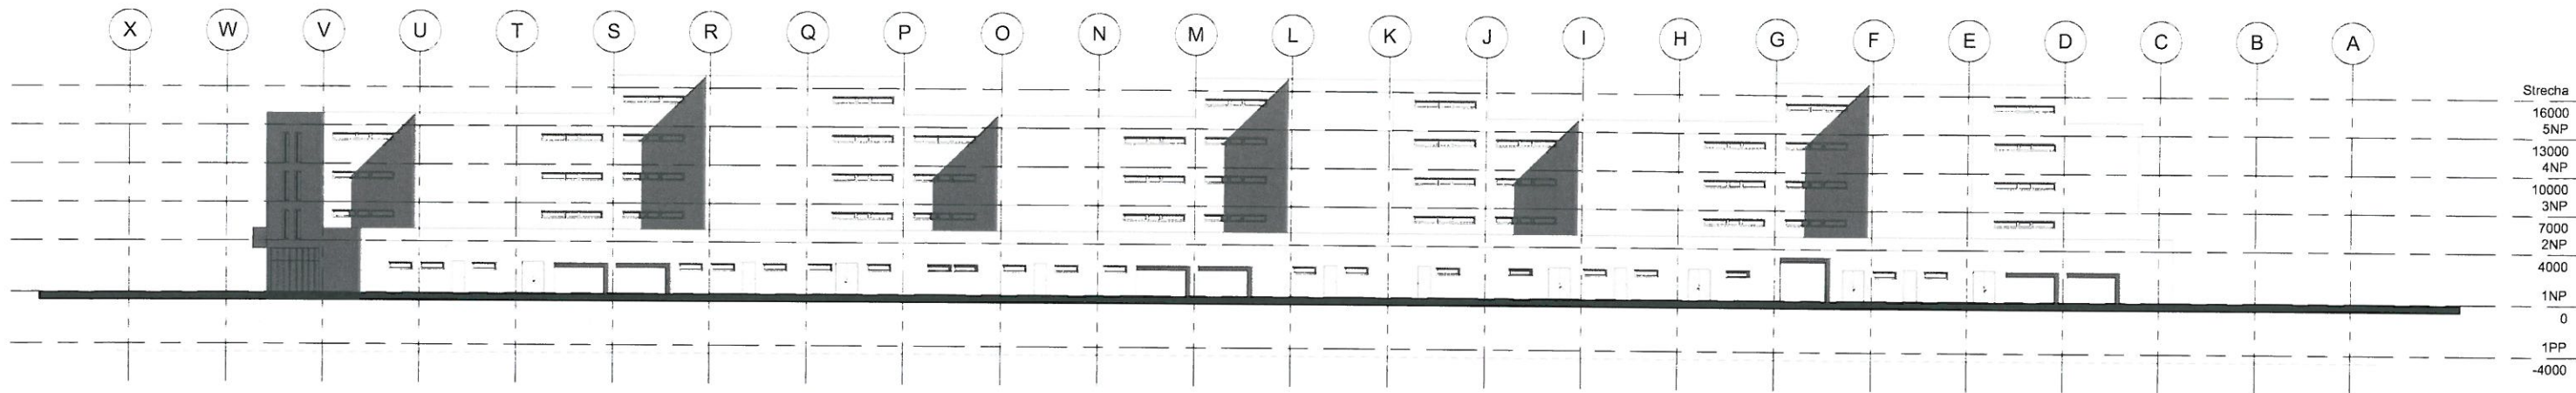 X W V U T S R Q P O N M L K J I H G F E D C B A
Strecha
16000
5NP
13000
4NP
10000
3NP
7000
2NP
4000
1NP
0
1PP
-4000